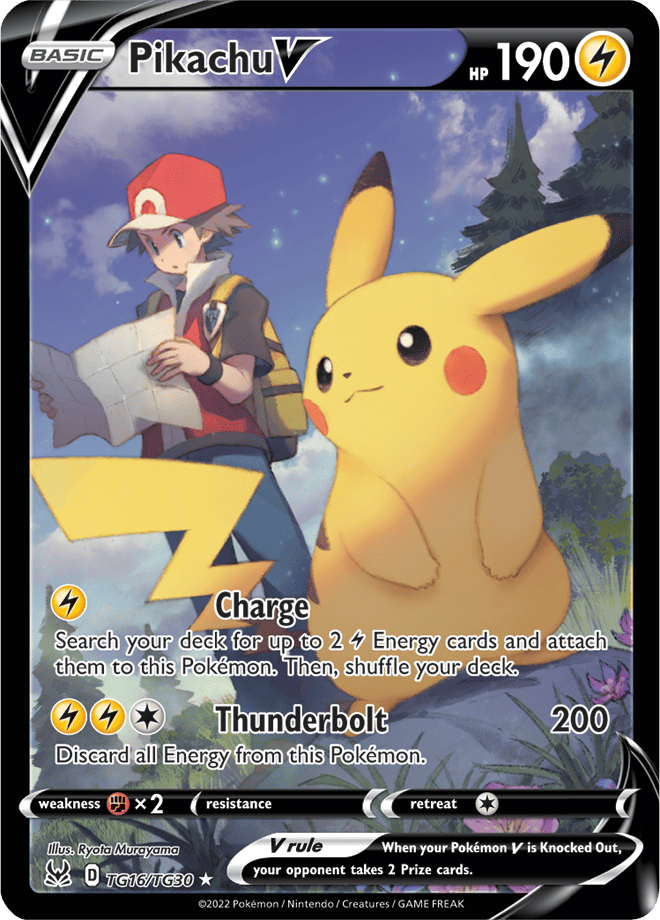 BASIC Pikachu V HP 190
Charge
Search your deck for up to 2 Energy cards and attach
them to this Pokémon. Then, shuffle your deck.
Thunderbolt 200
Discard all Energy from this Pokémon.
weakness ×2 resistance retreat
Illus. Ryota Murayama
V rule When your Pokémon V is Knocked Out,
your opponent takes 2 Prize cards.
D TG16/TG30
©2022 Pokémon / Nintendo / Creatures / GAME FREAK